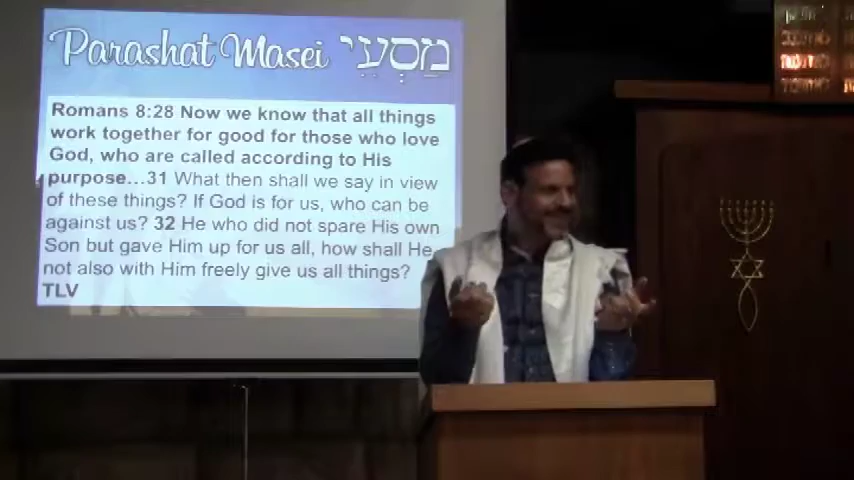 Parashat Masei מַסְעֵי
Romans 8:28 Now we know that all things
work together for good for those who love
God, who are called according to His
purpose…31 What then shall we say in view
of these things? If God is for us, who can be
against us? 32 He who did not spare His own
Son but gave Him up for us all, how shall He
not also with Him freely give us all things?
TLV